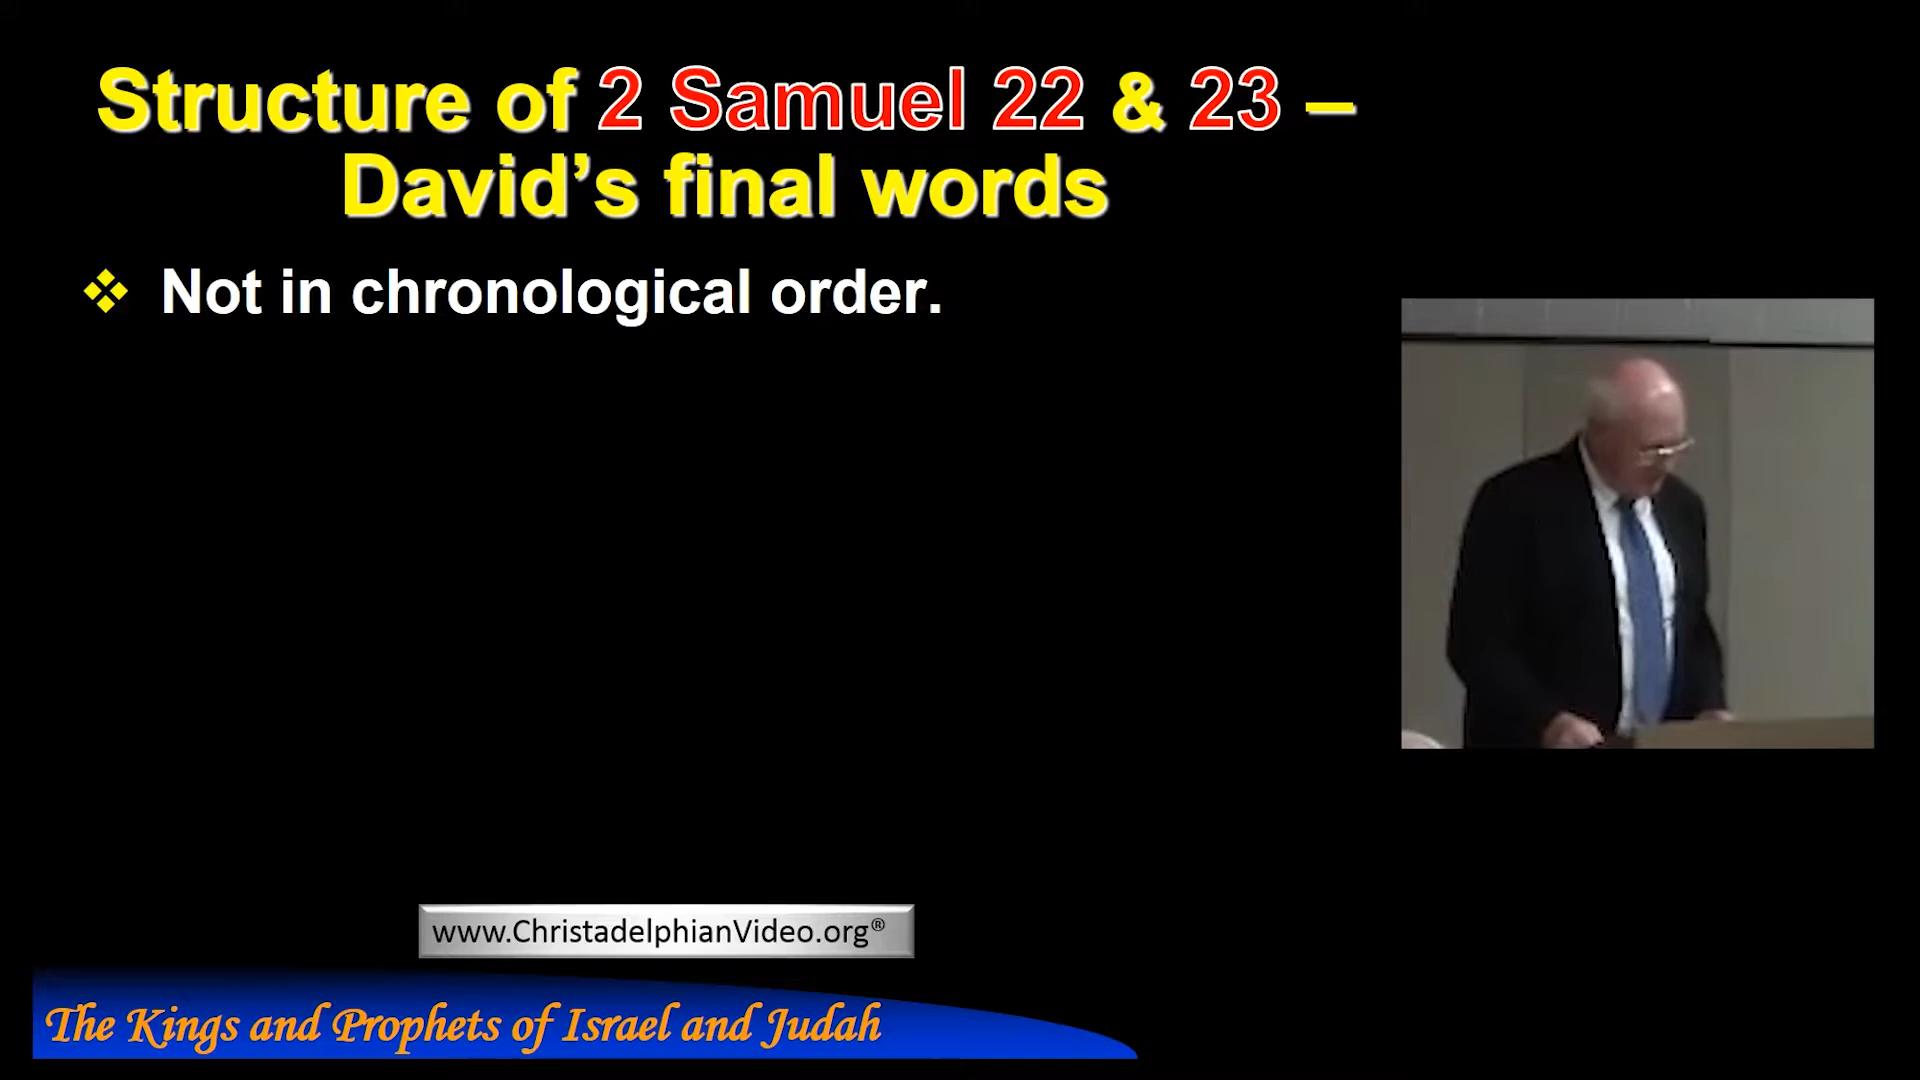 Structure of 2 Samuel 22 & 23 –
David's final words
❖ Not in chronological order.
www.ChristadelphianVideo.org®
The Kings and Prophets of Israel and Judah